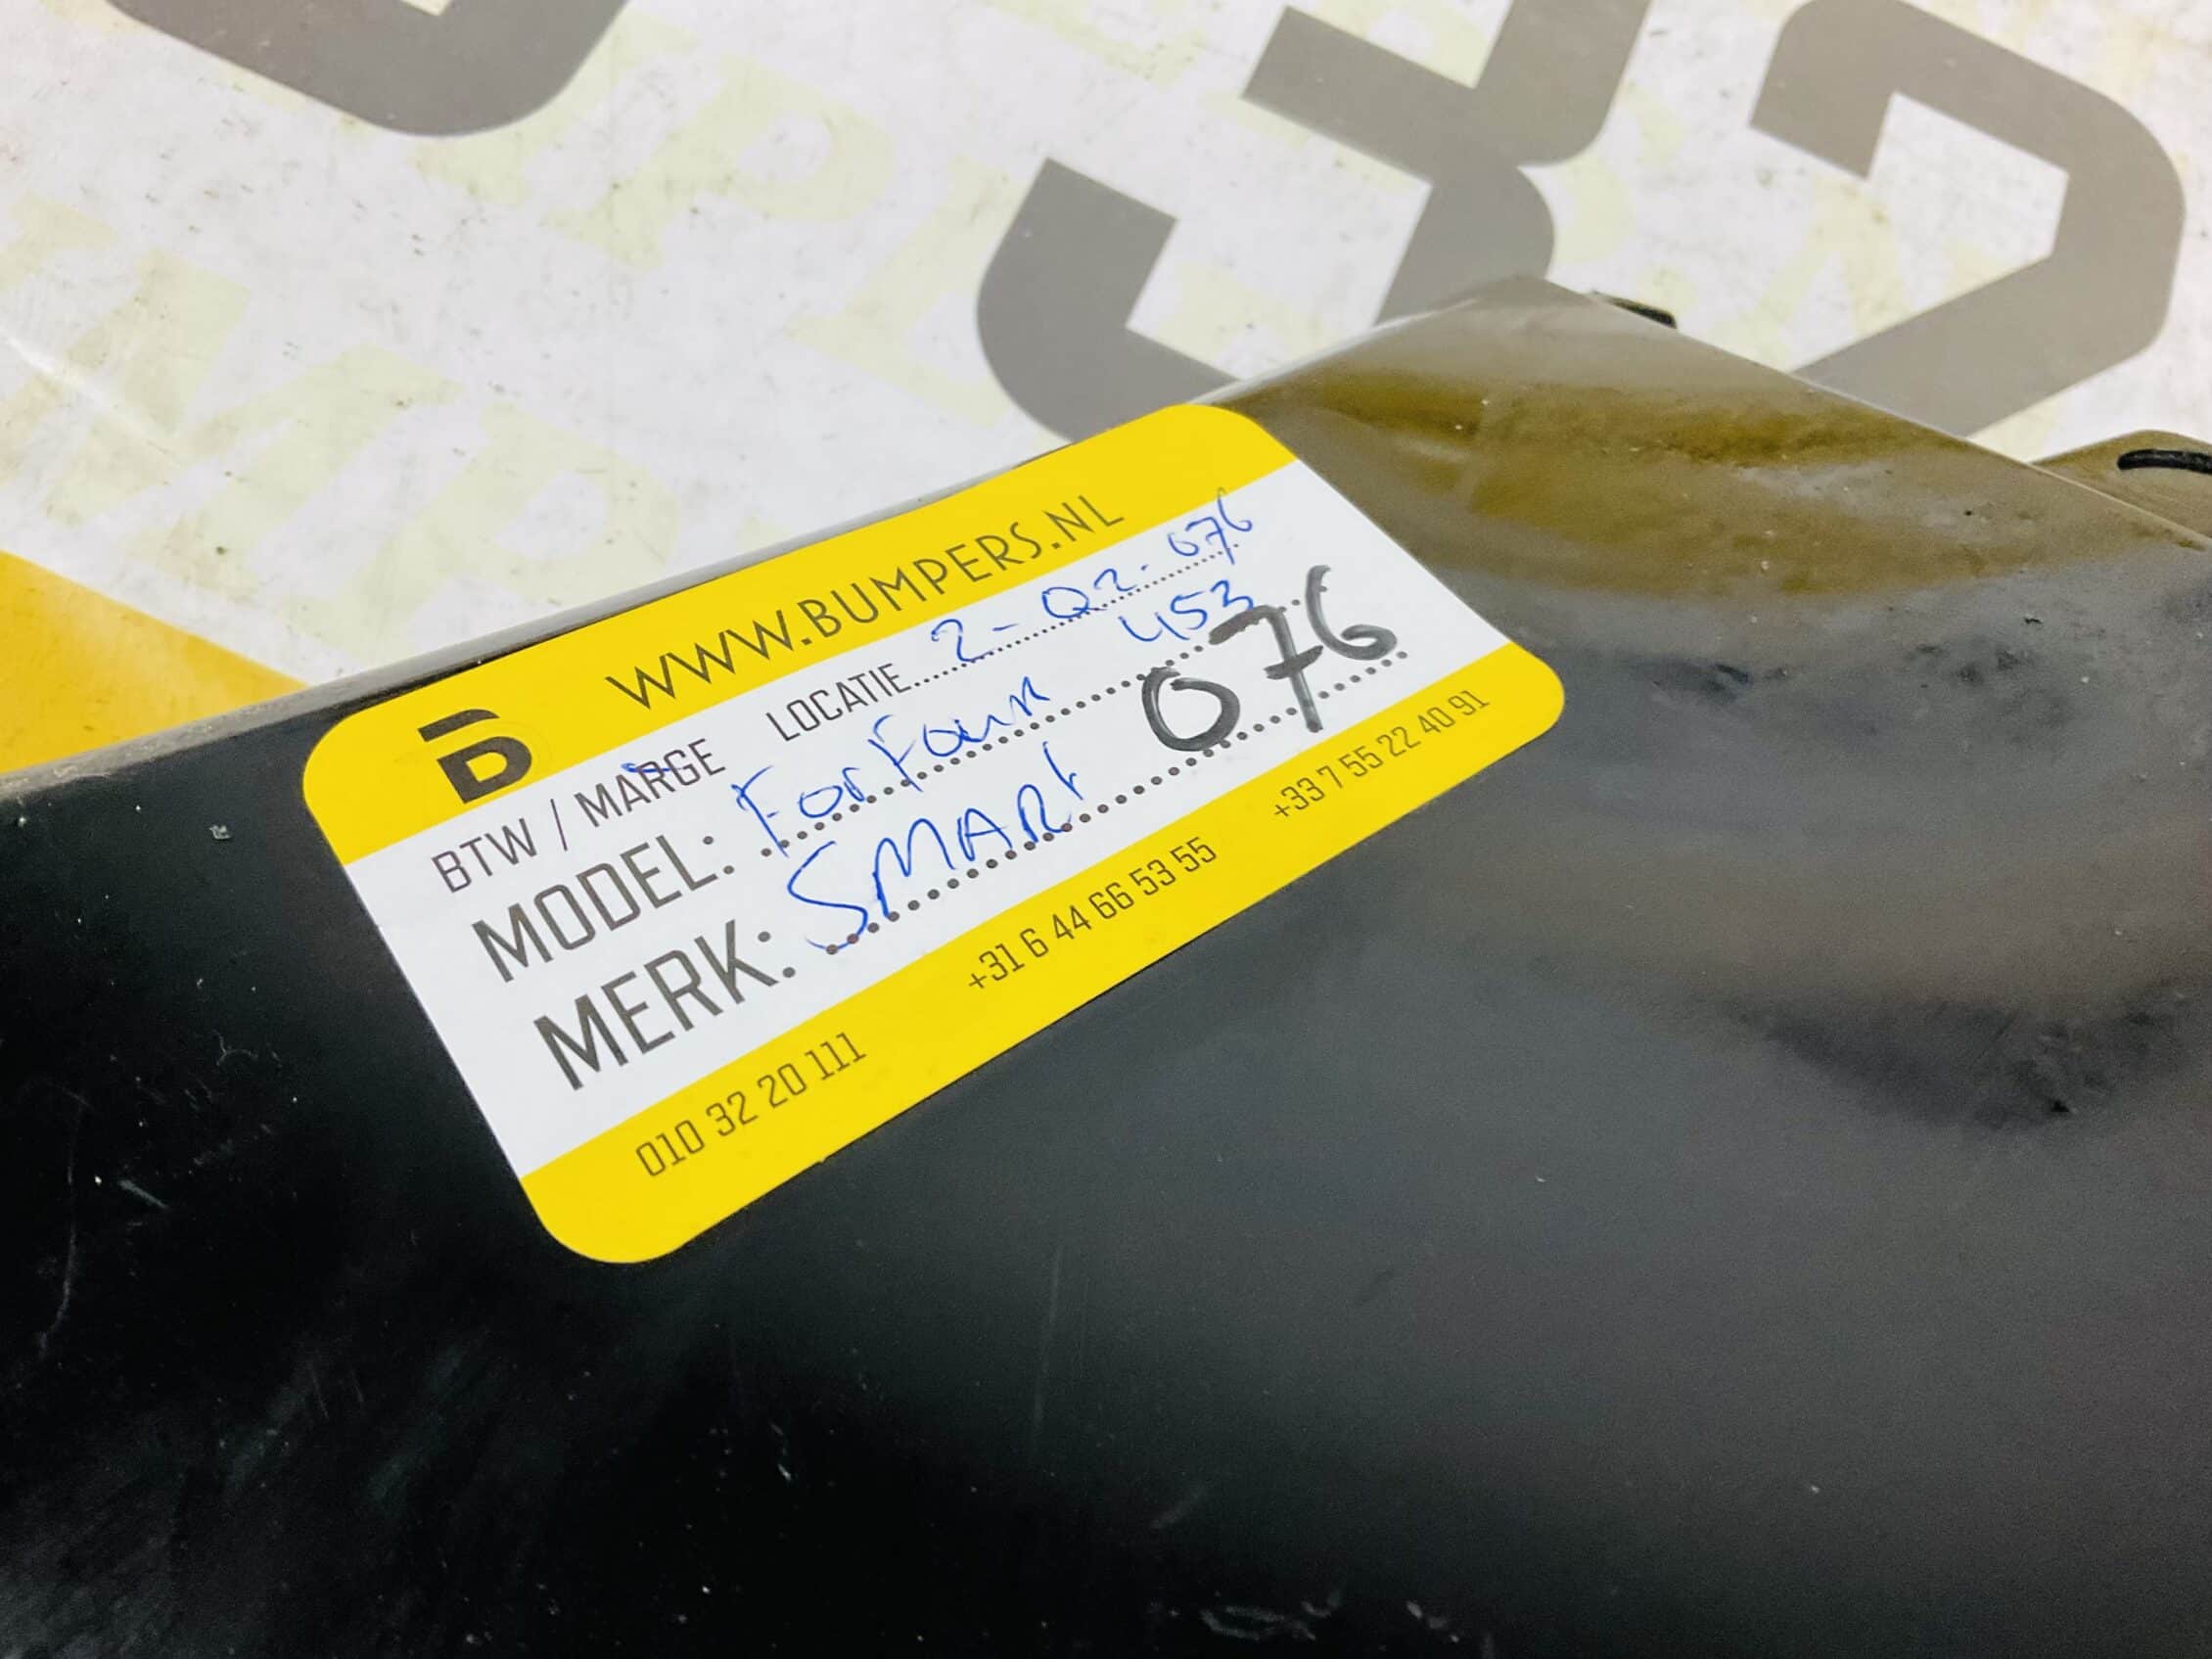 WWW.BUMPERS.NL
BTW / MARGE LOCATIE 2-Q2-076
MODEL: ForFour 453
MERK: SMART 076
010 32 20 111 +31 6 44 66 53 55 +33 7 55 22 40 91